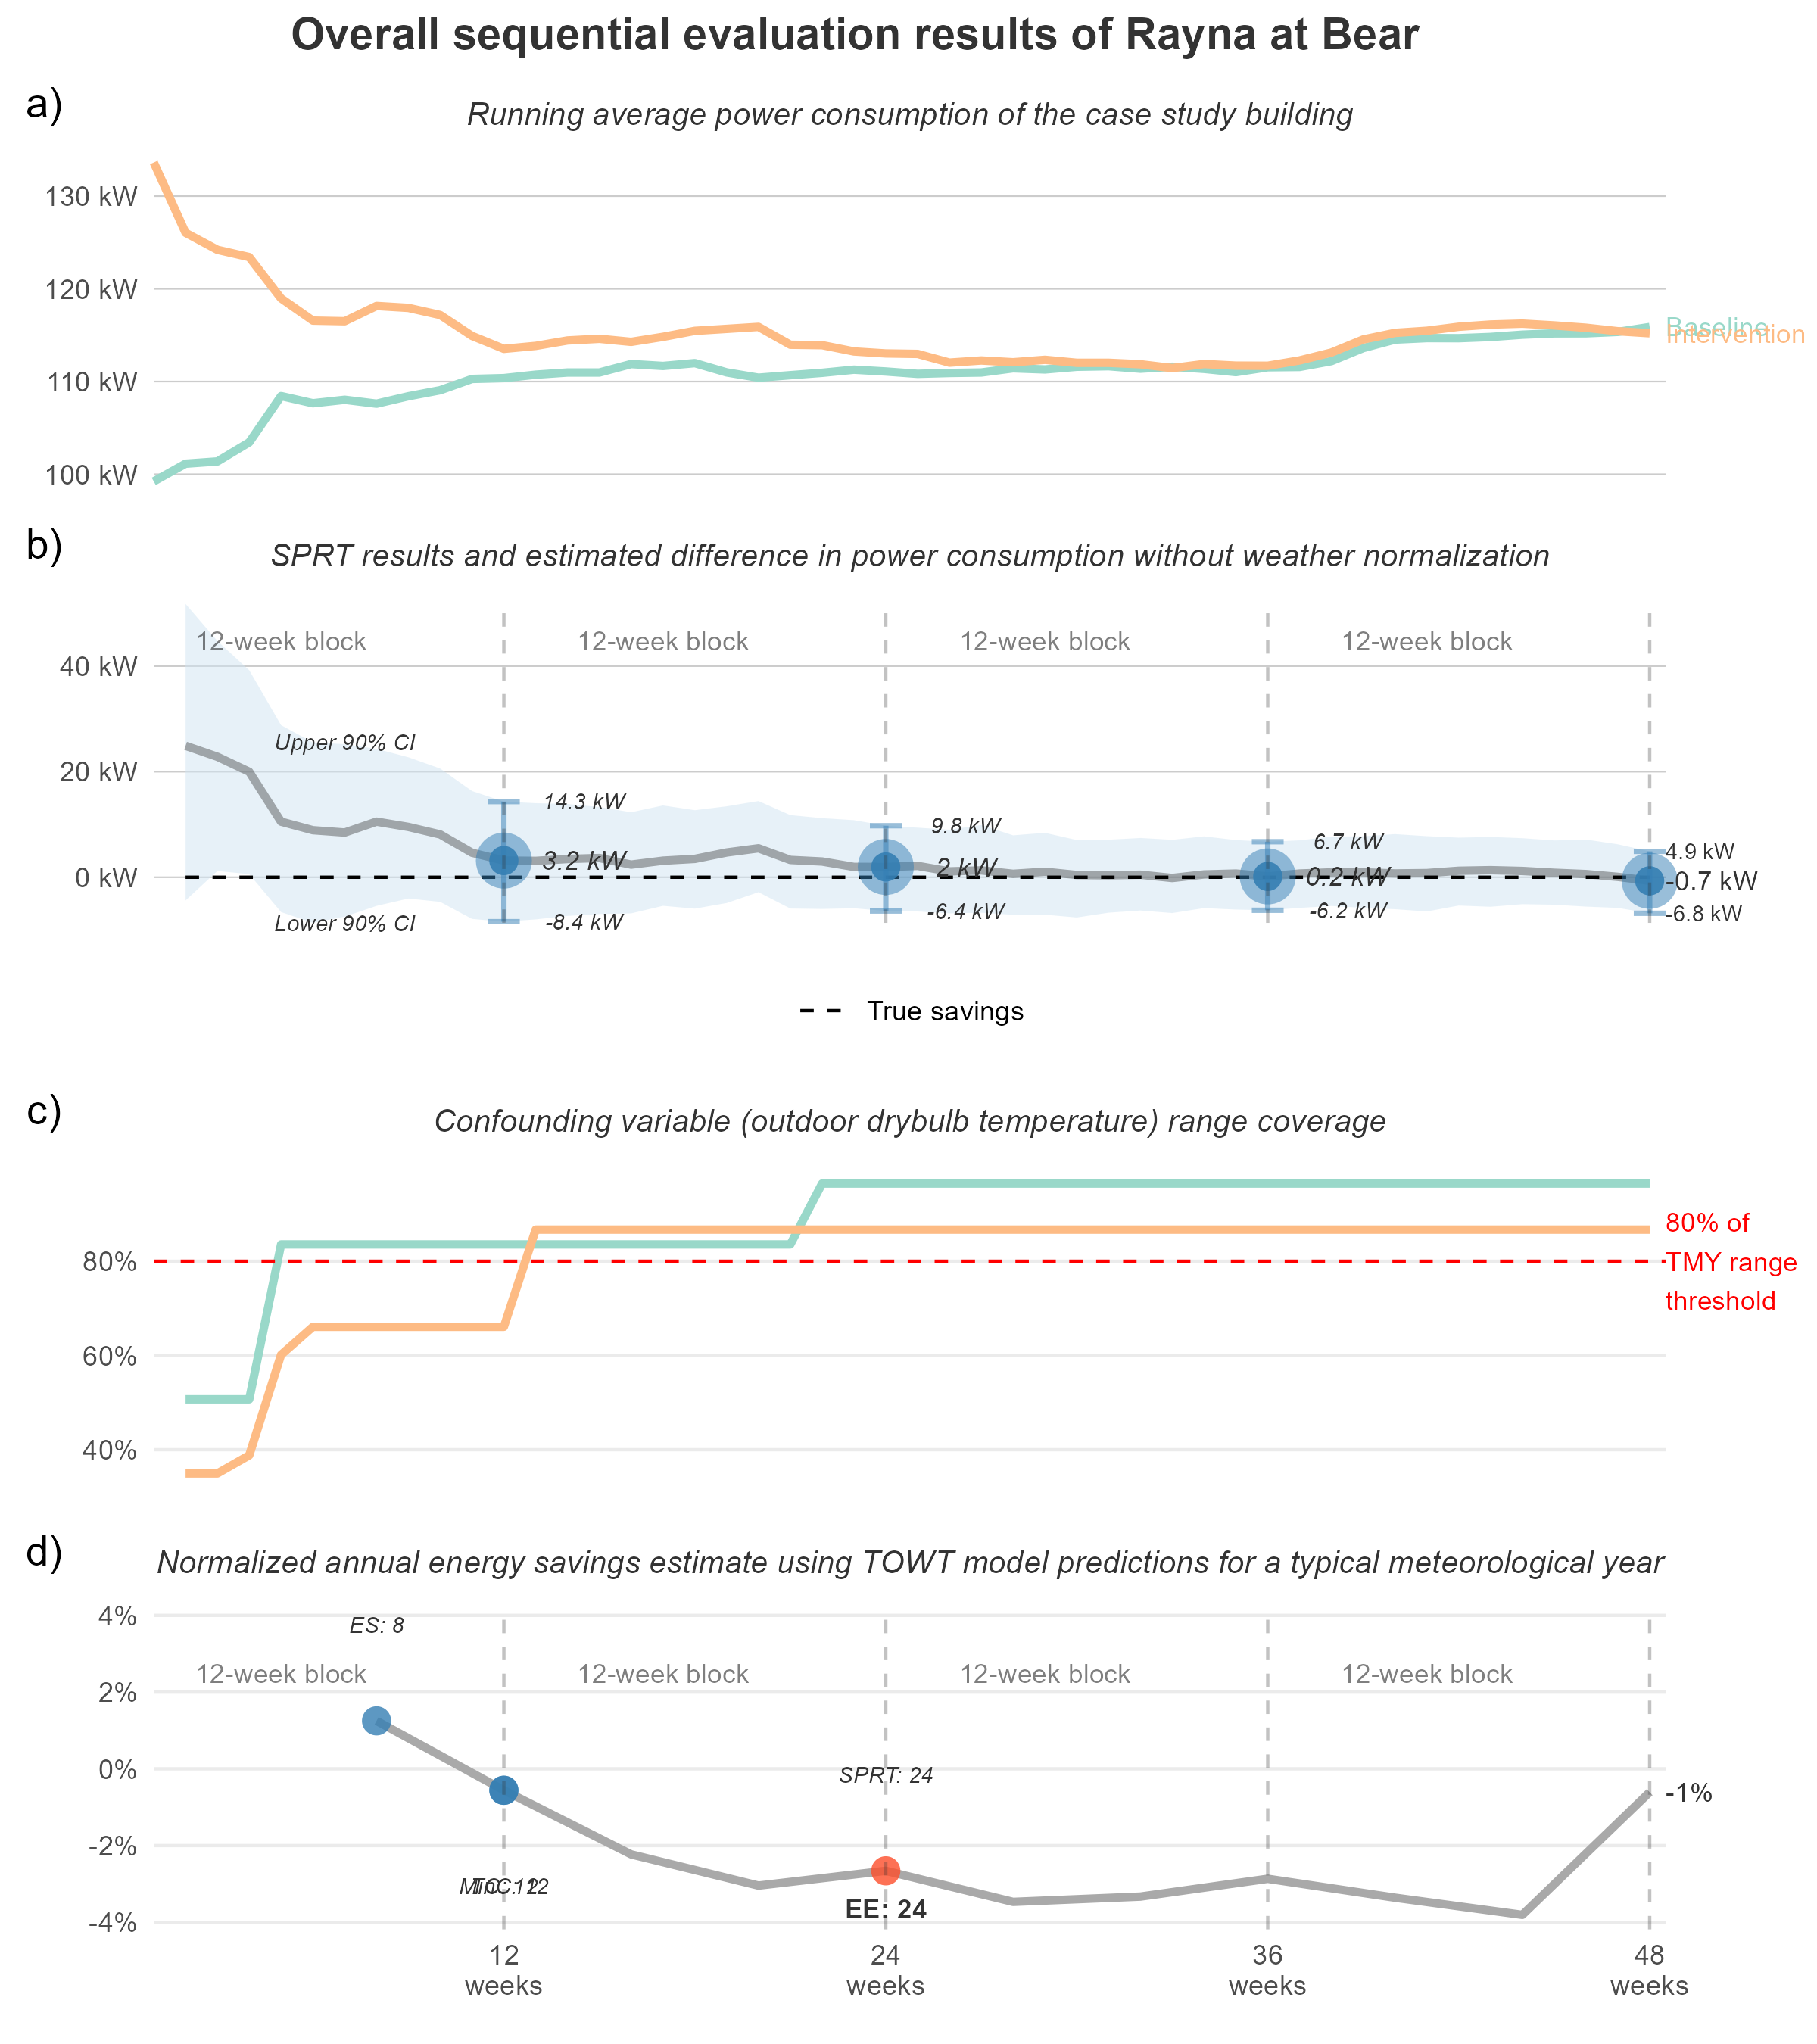 Overall sequential evaluation results of Rayna at Bear
a)
Running average power consumption of the case study building
130 kW
120 kW
110 kW
100 kW
Baseline
Intervention
b)
SPRT results and estimated difference in power consumption without weather normalization
12-week block
12-week block
12-week block
12-week block
40 kW
20 kW
0 kW
Upper 90% CI
Lower 90% CI
14.3 kW
3.2 kW
-8.4 kW
9.8 kW
2 kW
-6.4 kW
6.7 kW
0.2 kW
-6.2 kW
4.9 kW
-0.7 kW
-6.8 kW
True savings
c)
Confounding variable (outdoor drybulb temperature) range coverage
80%
60%
40%
80% of
TMY range
threshold
d)
Normalized annual energy savings estimate using TOWT model predictions for a typical meteorological year
4%
2%
0%
-2%
-4%
ES: 8
12-week block
12-week block
12-week block
12-week block
SPRT: 24
EE: 24
-1%
12
weeks
24
weeks
36
weeks
48
weeks